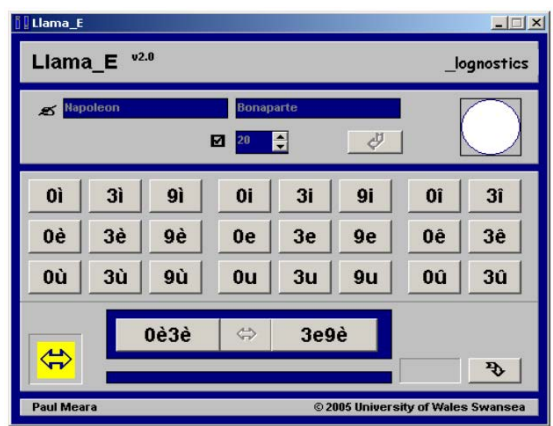 Llama_E
Llama_E v2.0 _lognostics
Napoleon Bonaparte
20
0ì 3ì 9ì 0i 3i 9i 0î 3î
0è 3è 9è 0e 3e 9e 0ê 3ê
0ù 3ù 9ù 0u 3u 9u 0û 3û
0è3è 3e9è
Paul Meara © 2005 University of Wales Swansea